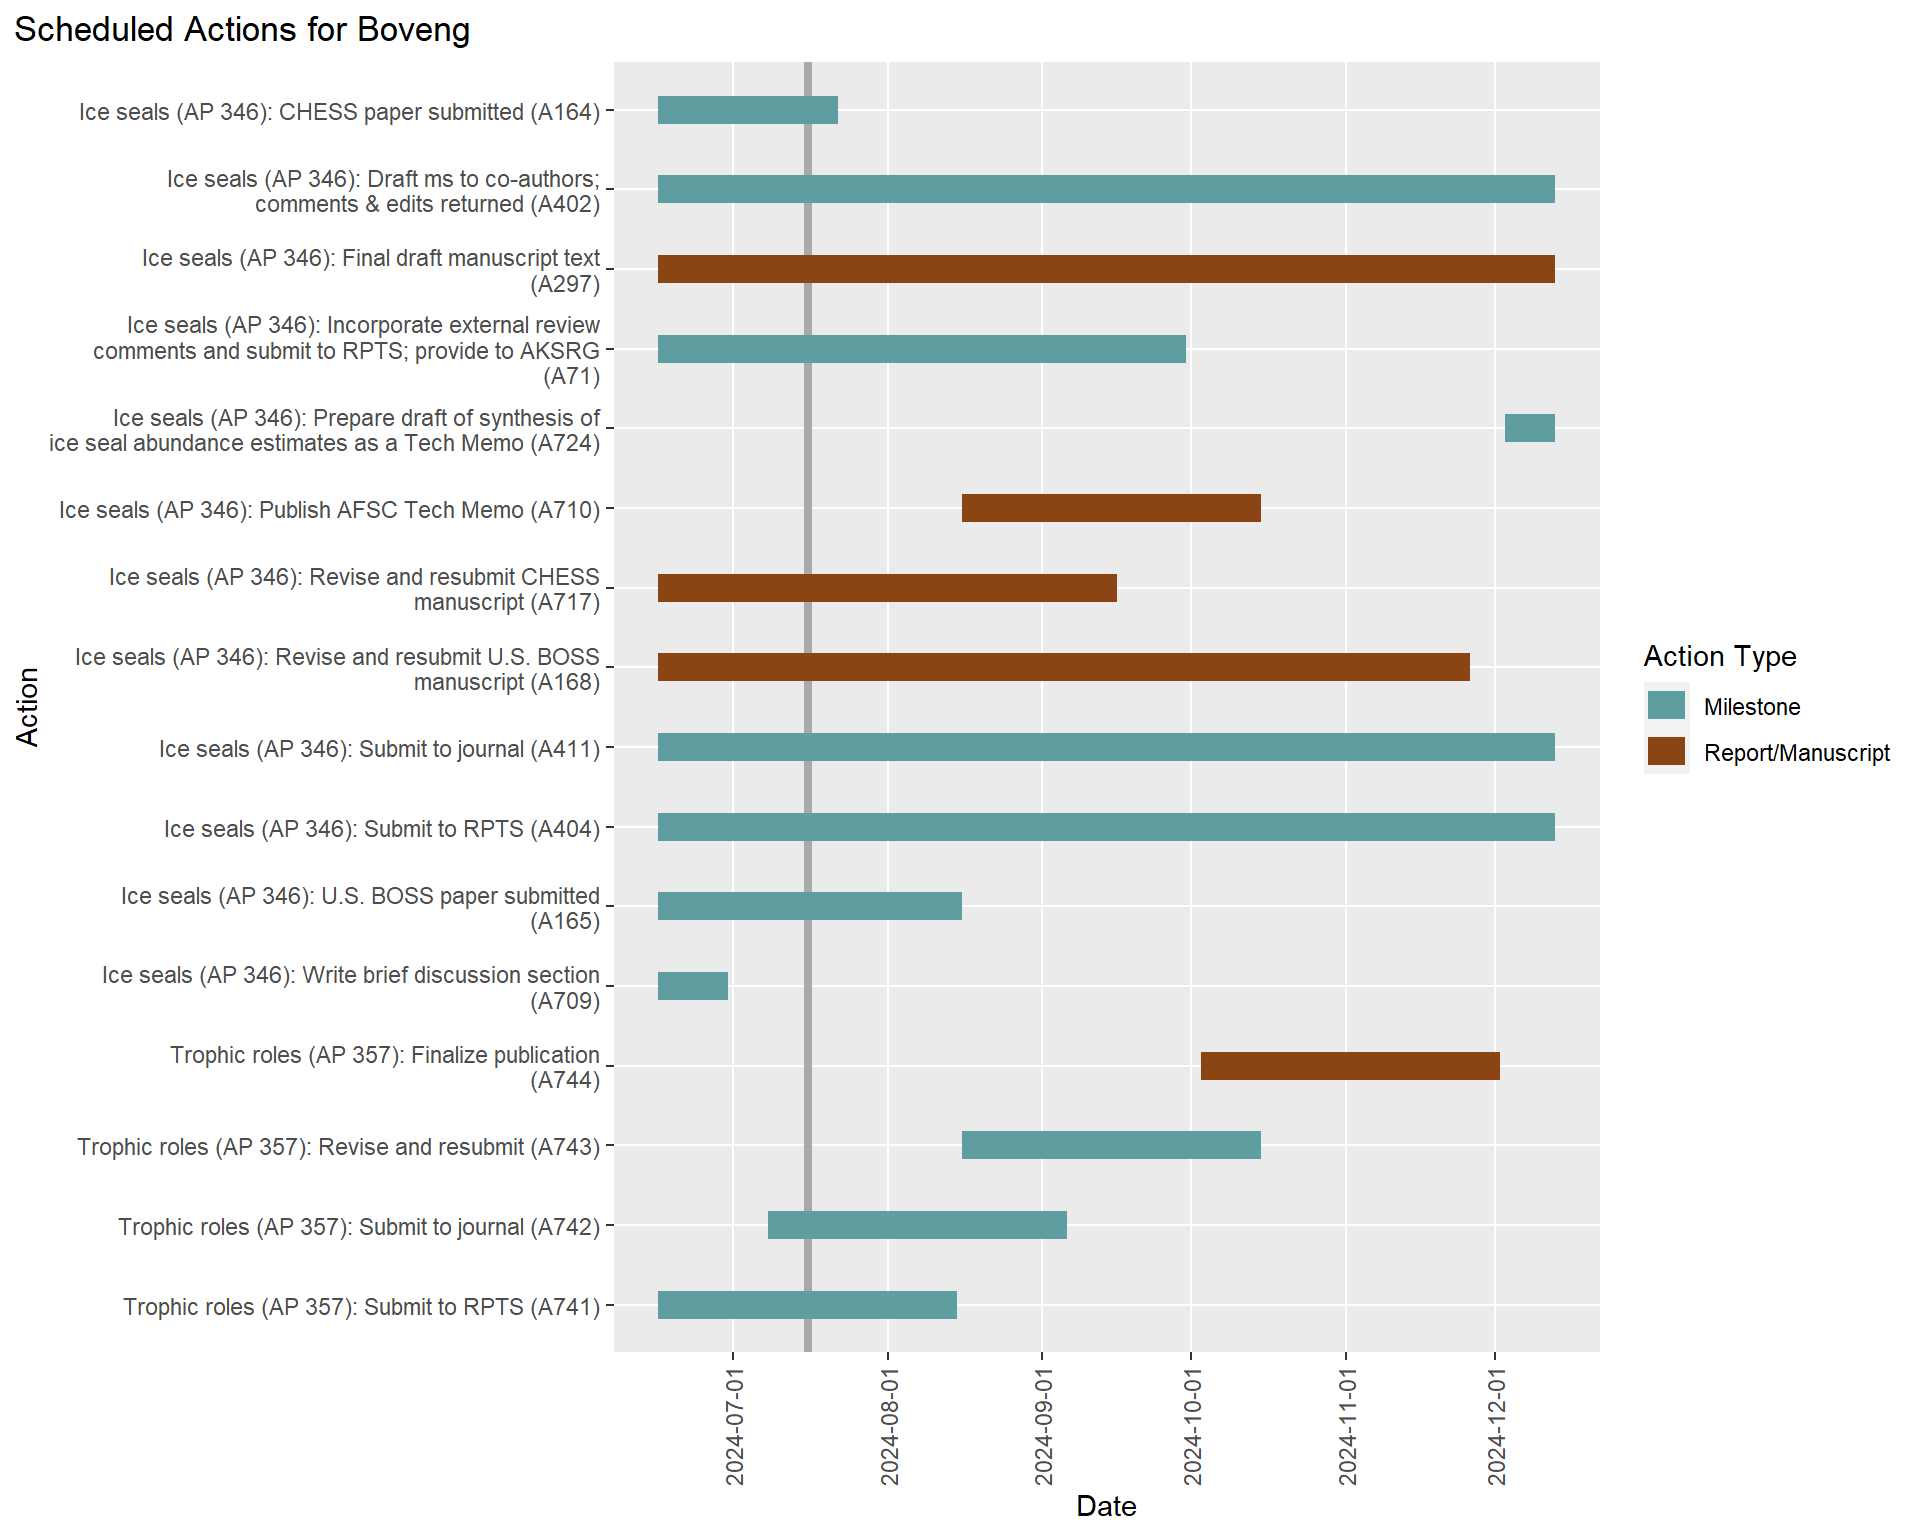 Scheduled Actions for Boveng
Ice seals (AP 346): CHESS paper submitted (A164)
Ice seals (AP 346): Draft ms to co-authors;
comments & edits returned (A402)
Ice seals (AP 346): Final draft manuscript text
(A297)
Ice seals (AP 346): Incorporate external review
comments and submit to RPTS; provide to AKSRG
(A71)
Ice seals (AP 346): Prepare draft of synthesis of
ice seal abundance estimates as a Tech Memo (A724)
Ice seals (AP 346): Publish AFSC Tech Memo (A710)
Ice seals (AP 346): Revise and resubmit CHESS
manuscript (A717)
Ice seals (AP 346): Revise and resubmit U.S. BOSS
manuscript (A168)
Ice seals (AP 346): Submit to journal (A411)
Ice seals (AP 346): Submit to RPTS (A404)
Ice seals (AP 346): U.S. BOSS paper submitted
(A165)
Ice seals (AP 346): Write brief discussion section
(A709)
Trophic roles (AP 357): Finalize publication
(A744)
Trophic roles (AP 357): Revise and resubmit (A743)
Trophic roles (AP 357): Submit to journal (A742)
Trophic roles (AP 357): Submit to RPTS (A741)
Action
2024-07-01
2024-08-01
2024-09-01
2024-10-01
2024-11-01
2024-12-01
Date
Action Type
Milestone
Report/Manuscript